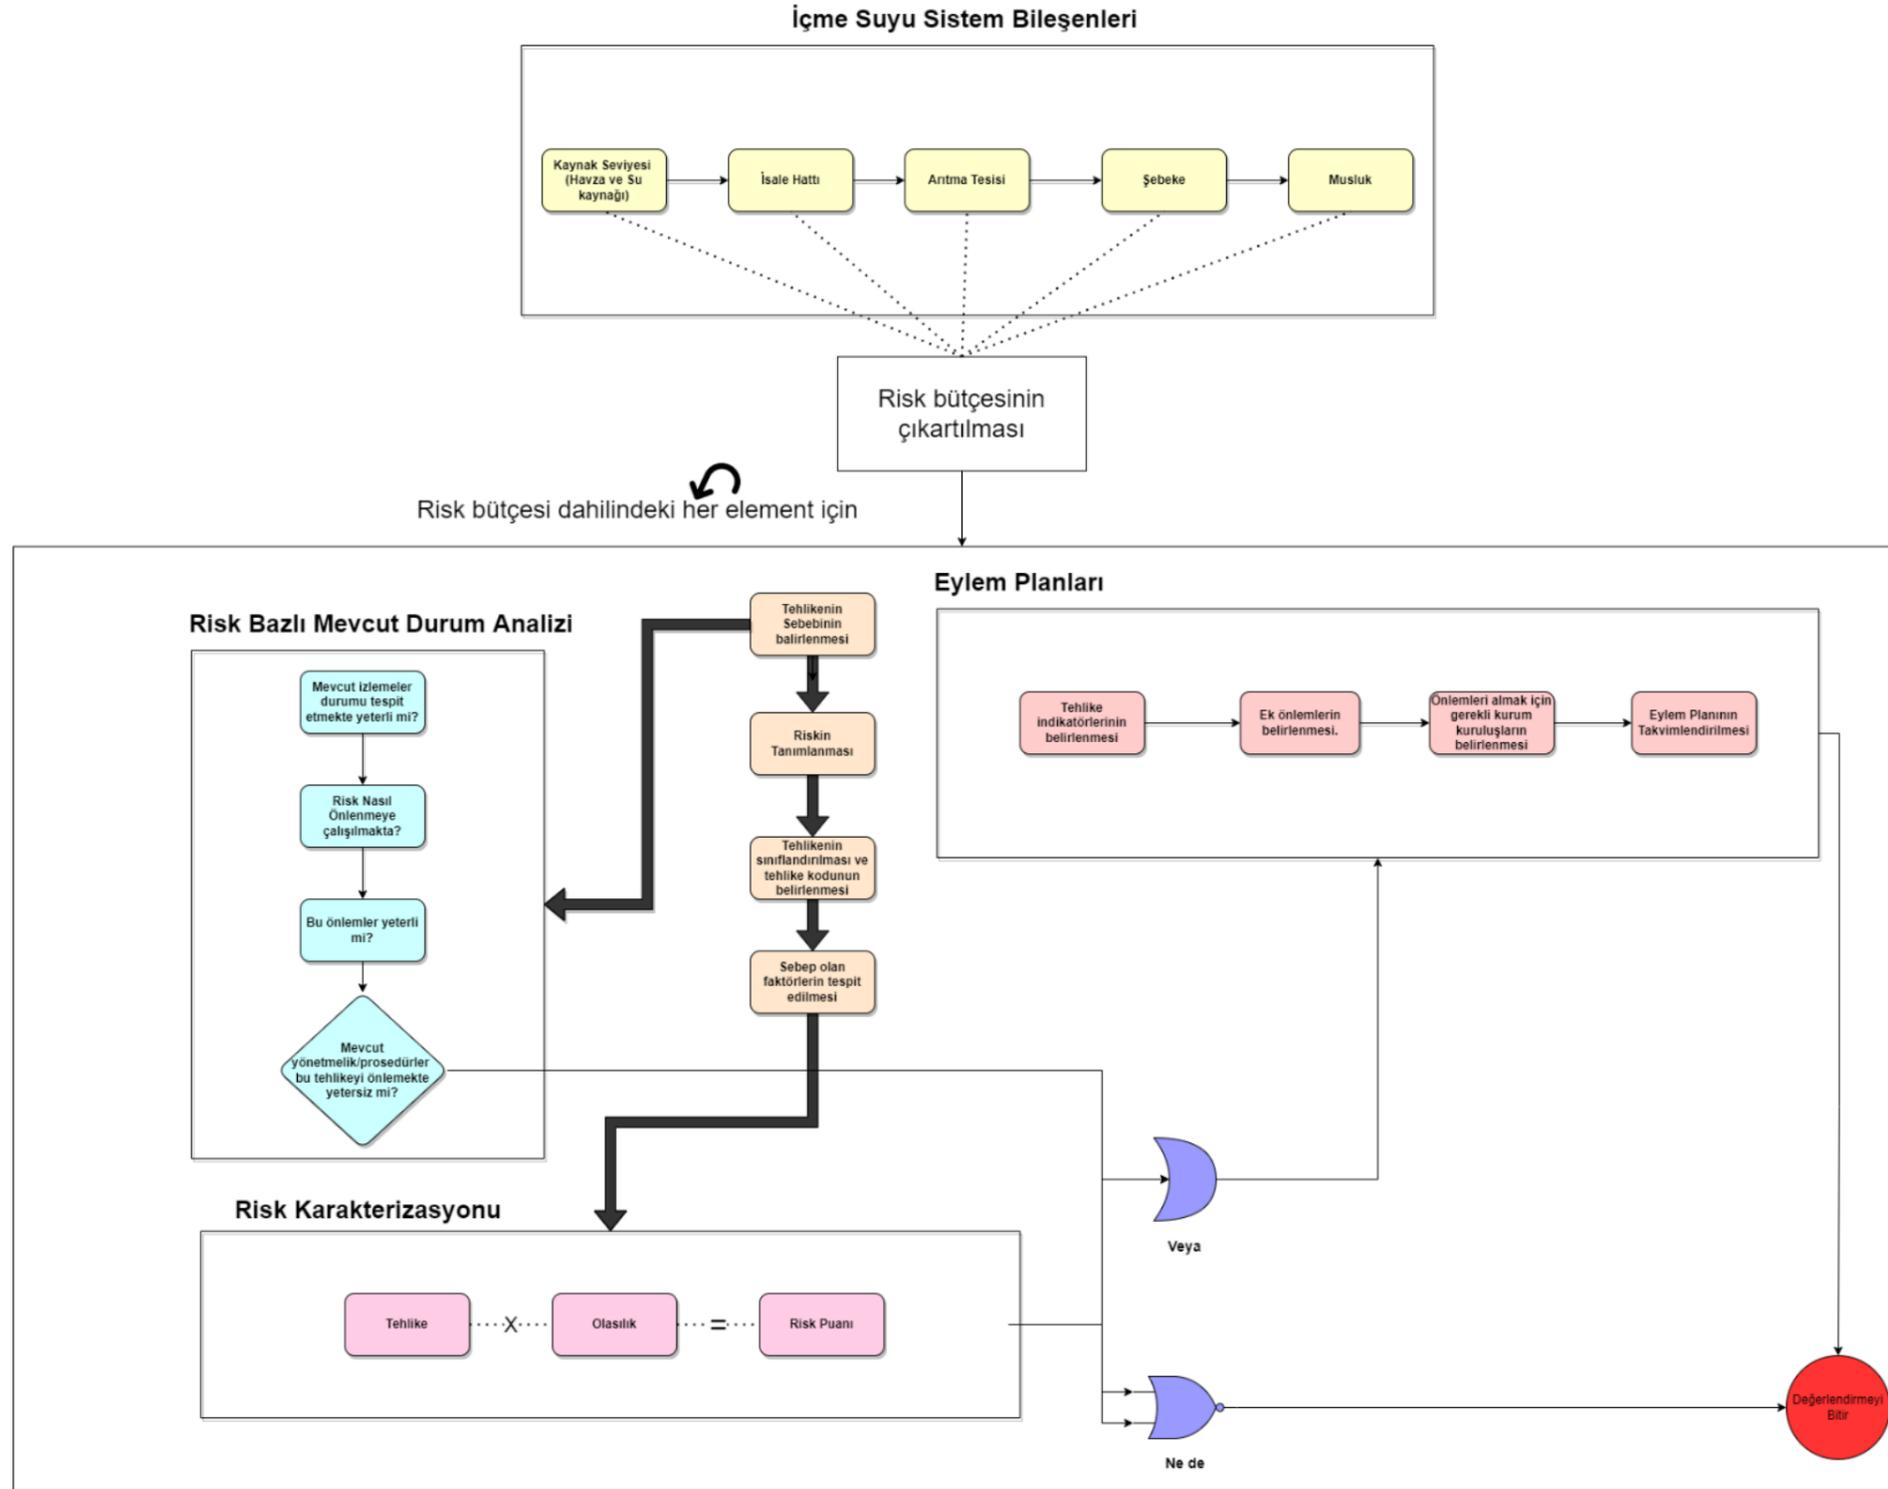 İçme Suyu Sistem Bileşenleri
Kaynak Seviyesi
(Havza ve Su
kaynağı)
İsale Hattı
Arıtma Tesisi
Şebeke
Musluk
Risk bütçesinin
çıkartılması
Risk bütçesi dahilindeki her element için
Risk Bazlı Mevcut Durum Analizi
Mevcut izlemeler
durumu tespit
etmekte yeterli mi?
Risk Nasıl
Önlenmeye
çalışılmakta?
Bu önlemler yeterli
mi?
Mevcut
yönetmelik/prosedürler
bu tehlikeyi önlemekte
yetersiz mi?
Tehlikenin
Sebebinin
balirlenmesi
Riskin
Tanımlanması
Tehlikenin
sınıflandırılması ve
tehlike kodunun
belirlenmesi
Sebep olan
faktörlerin tespit
edilmesi
Eylem Planları
Tehlike
indikatörlerinin
belirlenmesi
Ek önlemlerin
belirlenmesi.
Önlemleri almak için
gerekli kurum
kuruluşların
belirlenmesi
Eylem Planının
Takvimlendirilmesi
Risk Karakterizasyonu
Tehlike
X
Olasılık
=
Risk Puanı
Veya
Ne de
Değerlendirmeyi
Bitir